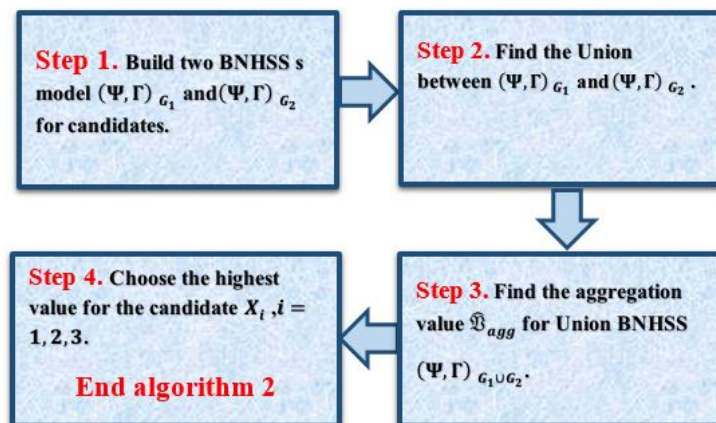 Step 1. Build two BNHSS s
model (Ψ, Γ) G₁ and(Ψ, Γ) G₂
for candidates.
Step 2. Find the Union
between (Ψ, Γ) G₁ and(Ψ, Γ) G₂ .
Step 3. Find the aggregation
value 𝔙̂agg for Union BNHSS
(Ψ, Γ) G₁∪G₂.
Step 4. Choose the highest
value for the candidate Xᵢ ,i =
1, 2, 3.
End algorithm 2